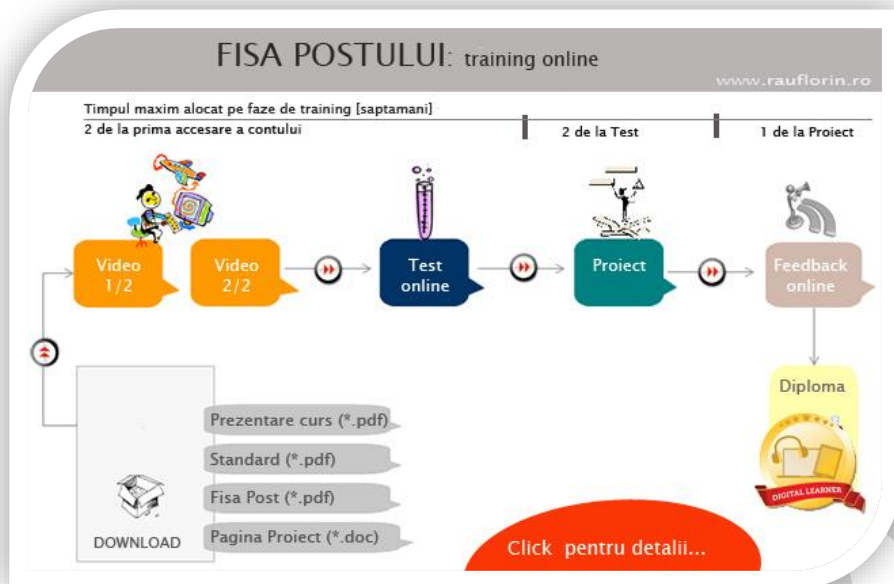 FISA POSTULUI: training online
www.rauflorin.ro
Timpul maxim alocat pe faze de training [saptamani]
2 de la prima accesare a contului
2 de la Test
1 de la Proiect
Video
1/2
Video
2/2
Test
online
Proiect
Feedback
online
Diploma
DIGITAL LEARNER
Prezentare curs (*.pdf)
Standard (*.pdf)
Fisa Post (*.pdf)
Pagina Proiect (*.doc)
DOWNLOAD
Click pentru detalii...